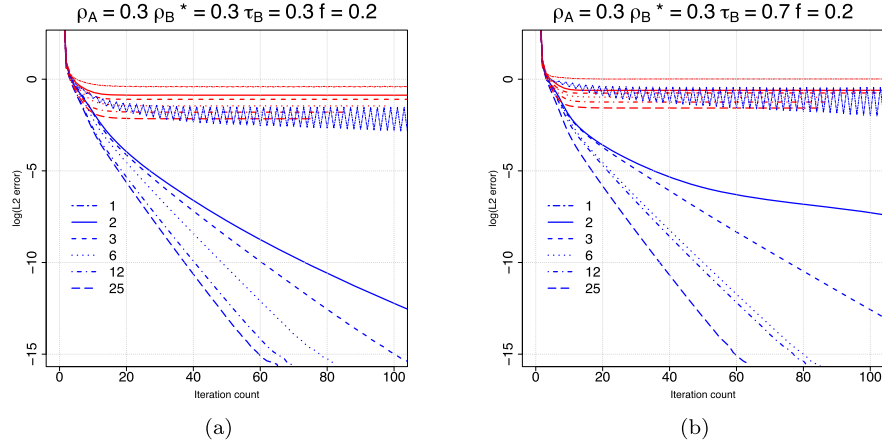 ρA = 0.3 ρB * = 0.3 τB = 0.3 f = 0.2
log(L2 error)
0
−5
−10
−15
1
2
3
6
12
25
0 20 40 60 80 100
Iteration count
(a)
ρA = 0.3 ρB * = 0.3 τB = 0.7 f = 0.2
log(L2 error)
0
−5
−10
−15
1
2
3
6
12
25
0 20 40 60 80 100
Iteration count
(b)